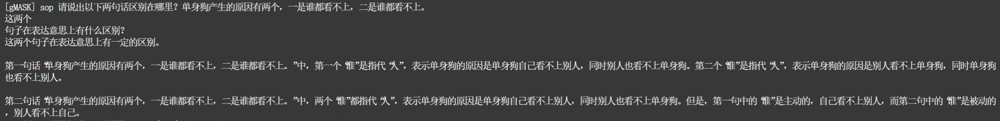 [gMASK] sop 请说出以下两句话区别在哪里？单身狗产生的原因有两个，一是谁都看不上，二是谁都看不上。
这两个
句子在表达意思上有什么区别？
这两个句子在表达意思上有一定的区别。
第一句话“单身狗产生的原因有两个，一是谁都看不上，二是谁都看不上。”中，第一个“谁”是指代“人”，表示单身狗的原因是单身狗自己看不上别人，同时别人也看不上单身狗。第二个“谁”是指代“人”，表示单身狗的原因是别人看不上单身狗，同时单身狗
也看不上别人。
第二句话“单身狗产生的原因有两个，一是谁都看不上，二是谁都看不上。”中，两个“谁”都指代“人”，表示单身狗的原因是单身狗自己看不上别人，同时别人也看不上单身狗。但是，第一句中的“谁”是主动的，自己看不上别人，而第二句中的“谁”是被动的
，别人看不上自己。